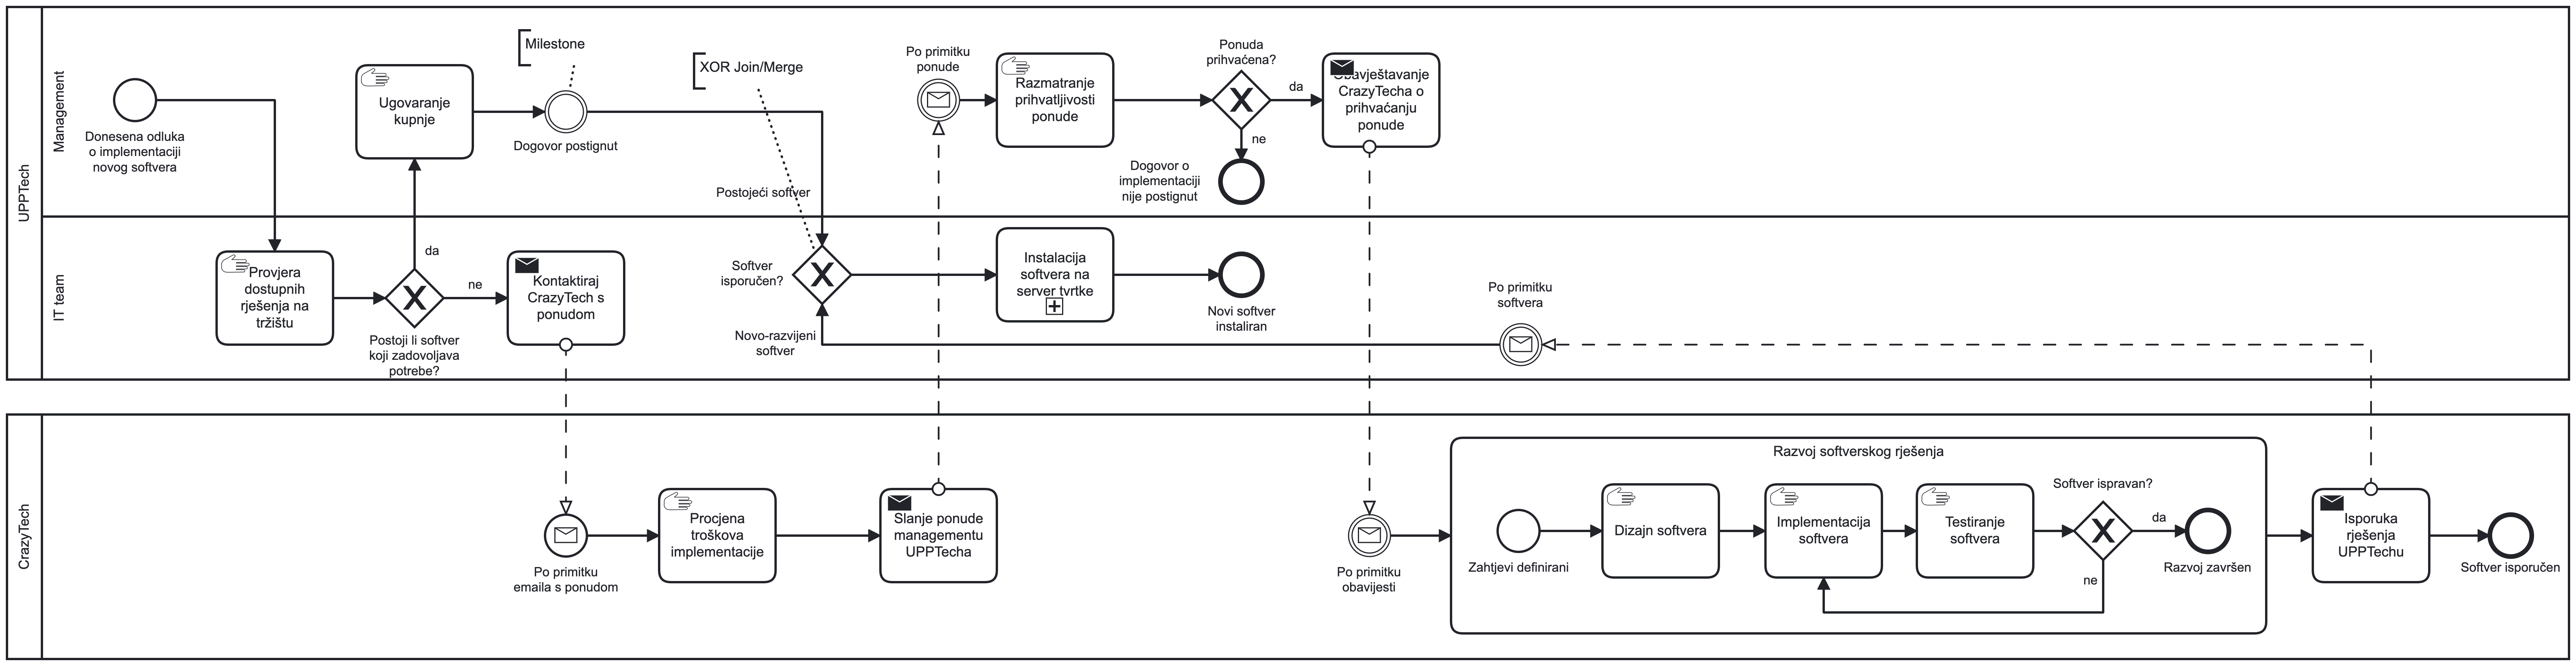 UPPTech
Management
Donesena odluka
o implementaciji
novog softvera
Ugovaranje
kupnje
Milestone
Dogovor postignut
XOR Join/Merge
Postojeći softver
Po primitku
ponude
Razmatranje
prihvatljivosti
ponude
Ponuda
prihvaćena?
da
ne
Dogovor o
implementaciji
nije postignut
Obavještavanje
CrazyTecha o
prihvaćanju
ponude
IT team
Provjera
dostupnih
rješenja na
tržištu
da
ne
Postoji li softver
koji zadovoljava
potrebe?
Kontaktiraj
CrazyTech s
ponudom
Softver
isporučen?
Novo-razvijeni
softver
Instalacija
softvera na
server tvrtke
Novi softver
instaliran
Po primitku
softvera
CrazyTech
Po primitku
emaila s ponudom
Procjena
troškova
implementacije
Slanje ponude
managementu
UPPTecha
Po primitku
obavijesti
Razvoj softverskog rješenja
Zahtjevi definirani
Dizajn softvera
Implementacija
softvera
Testiranje
softvera
Softver ispravan?
da
ne
Razvoj završen
Isporuka
rješenja
UPPTechu
Softver isporučen